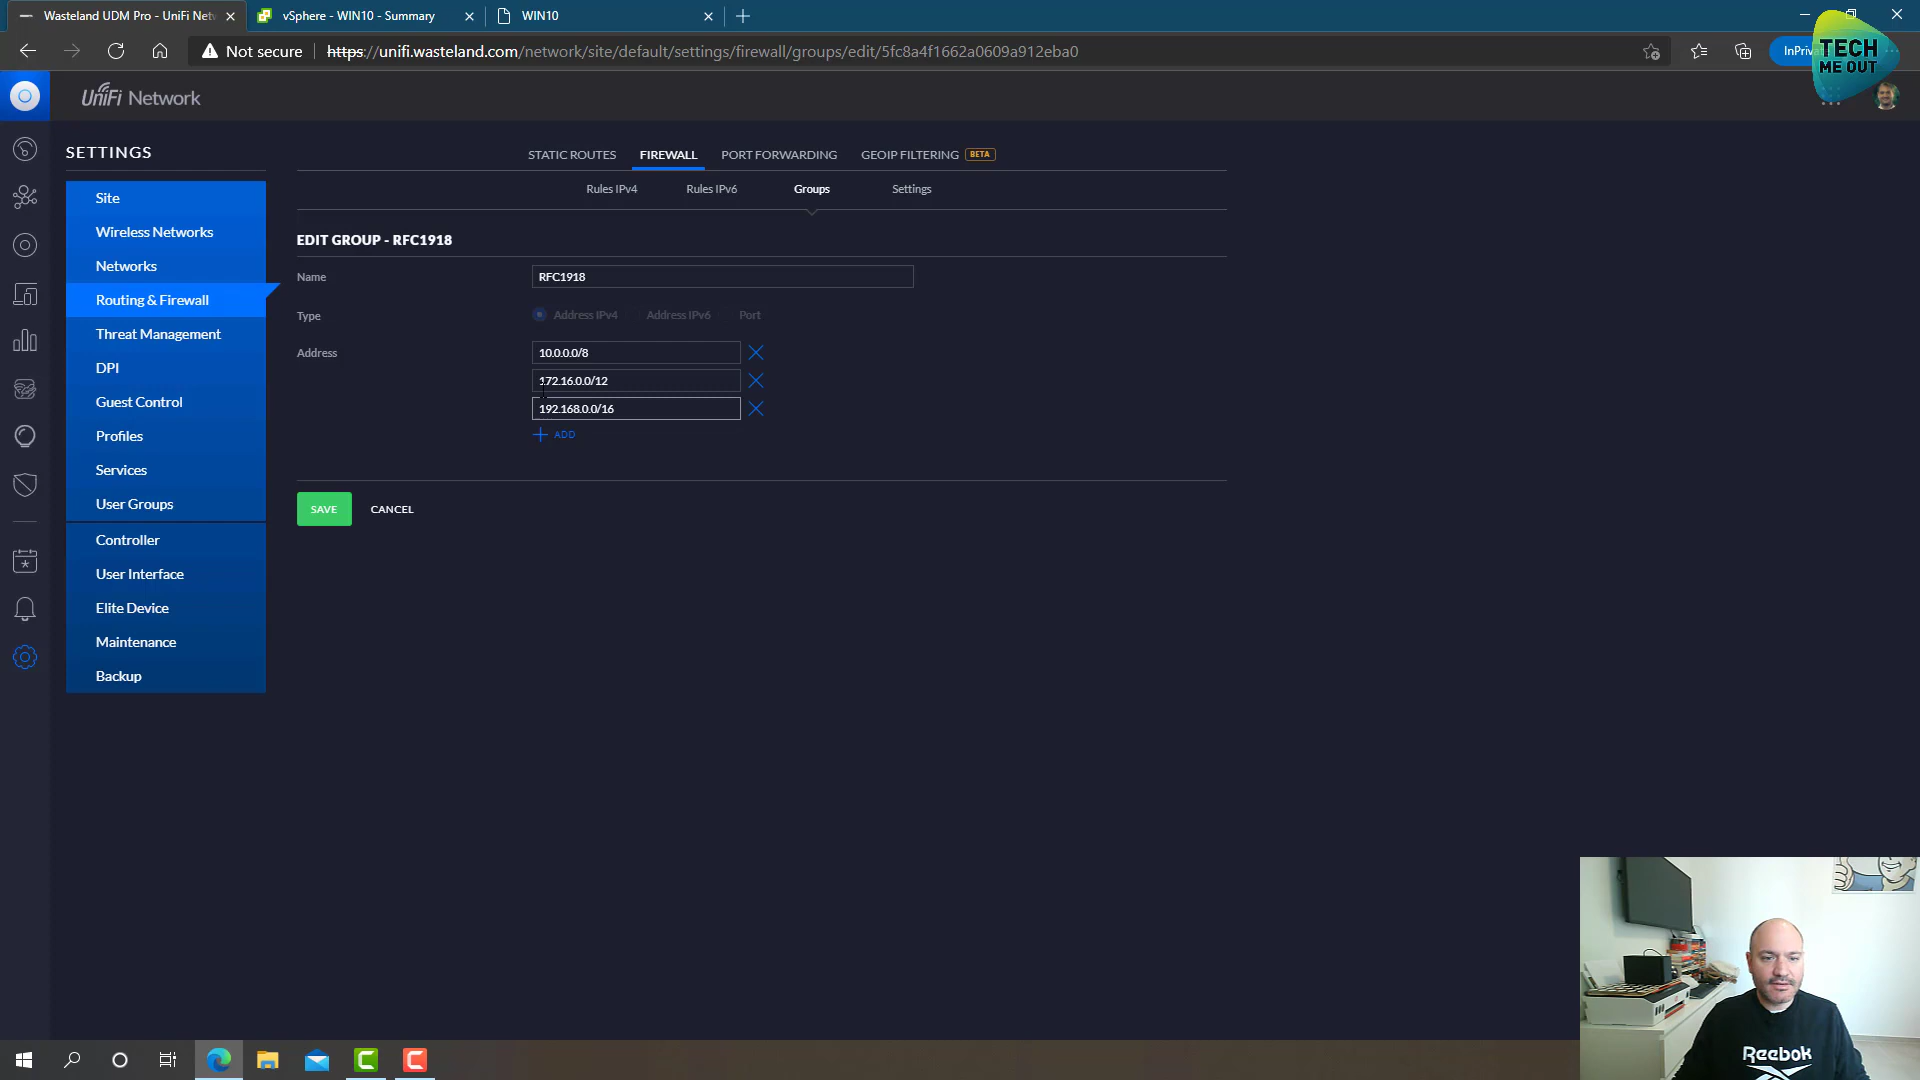 Wasteland UDM Pro - UniFi Netw
vSphere - WIN10 - Summary
WIN10
Not secure
https://unifi.wasteland.com/network/site/default/settings/firewall/groups/edit/5fc8a4f1662a0609a912eba0
InPriv
TECH
ME OUT
UniFi Network
SETTINGS
Site
Wireless Networks
Networks
Routing & Firewall
Threat Management
DPI
Guest Control
Profiles
Services
User Groups
Controller
User Interface
Elite Device
Maintenance
Backup
STATIC ROUTES
FIREWALL
PORT FORWARDING
GEOIP FILTERING
BETA
Rules IPv4
Rules IPv6
Groups
Settings
EDIT GROUP - RFC1918
Name
RFC1918
Type
Address IPv4
Address IPv6
Port
Address
10.0.0.0/8
172.16.0.0/12
192.168.0.0/16
ADD
SAVE
CANCEL
Reebok